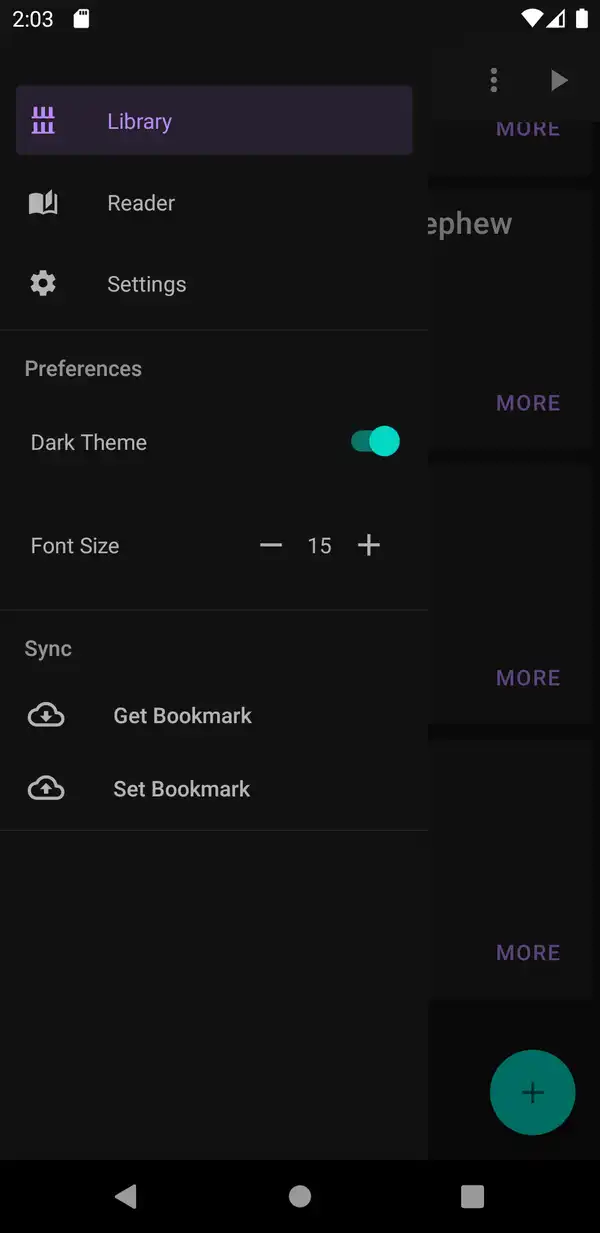 2:03
Library
MORE
Reader
ephew
Settings
Preferences
MORE
Dark Theme
Font Size
15
Sync
MORE
Get Bookmark
Set Bookmark
MORE